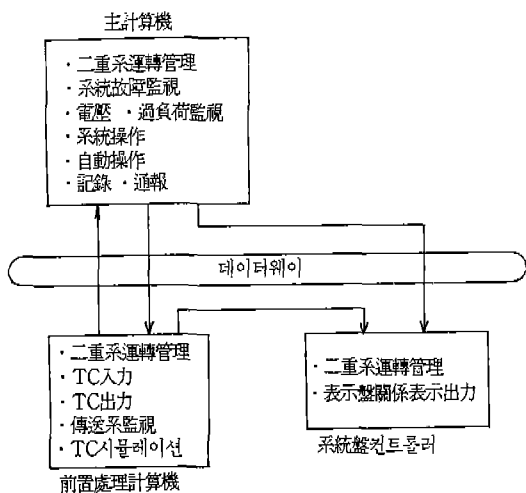 主計算機
· 二重系運轉管理
· 系統故障監視
· 電壓 · 過負荷監視
· 系統操作
· 自動操作
· 記錄 · 通報
데이터웨이
· 二重系運轉管理
· TC入力
· TC出力
· 傳送系監視
· TC시뮬레이션
前置處理計算機
· 二重系運轉管理
· 表示盤關係表示出力
系統盤컨트롤러